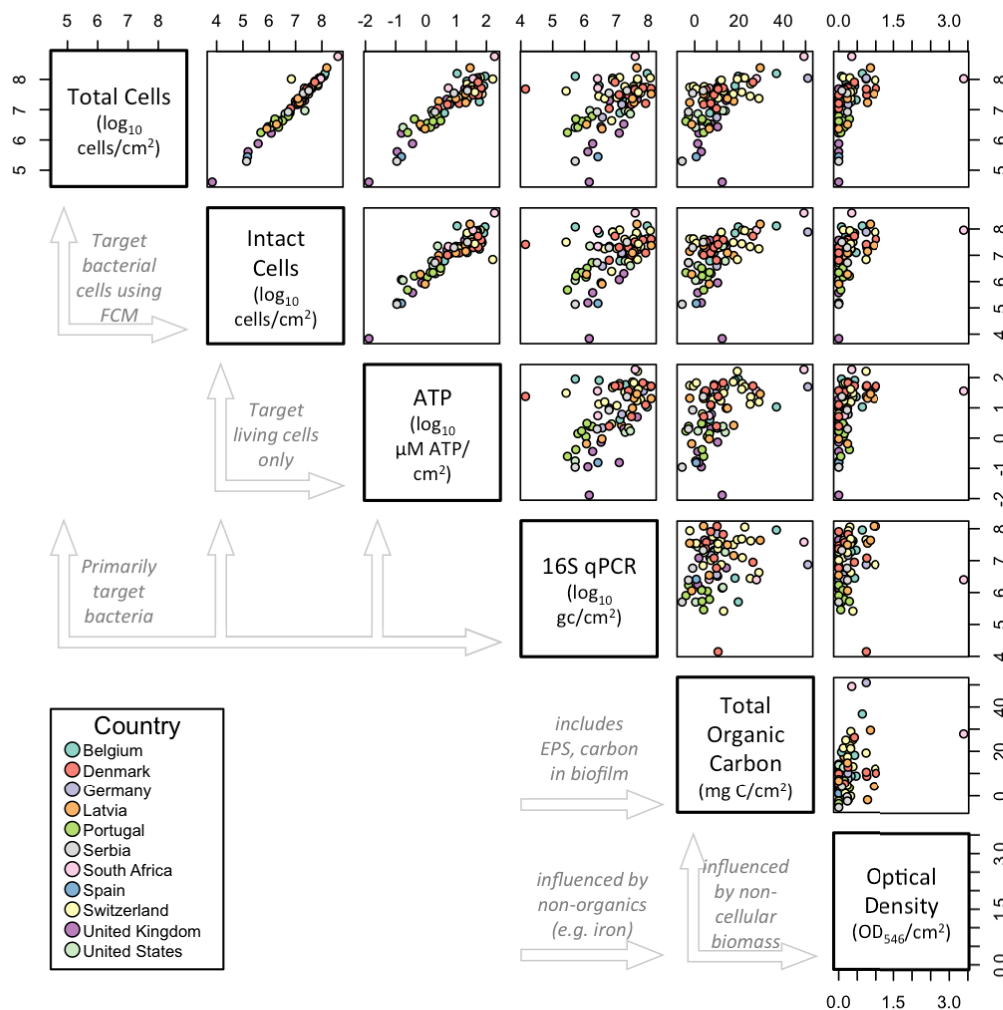 5 6 7 8
4 5 6 7 8
-2 -1 0 1 2
4 5 6 7 8
0 20 40
0.0 1.5 3.0
5 6 7 8
Total Cells
(log10
cells/cm2)
Target
bacterial
cells using
FCM
Intact
Cells
(log10
cells/cm2)
4 5 6 7 8
Target
living cells
only
ATP
(log10
µM ATP/
cm2)
-2 -1 0 1 2
Primarily
target
bacteria
16S qPCR
(log10
gc/cm2)
4 5 6 7 8
Country
Belgium
Denmark
Germany
Latvia
Portugal
Serbia
South Africa
Spain
Switzerland
United Kingdom
United States
includes
EPS, carbon
in biofilm
Total
Organic
Carbon
(mg C/cm2)
0 20 40
influenced by
non-organics
(e.g. iron)
influenced
by non-
cellular
biomass
Optical
Density
(OD546/cm2)
0.0 1.5 3.0
0.0 1.5 3.0